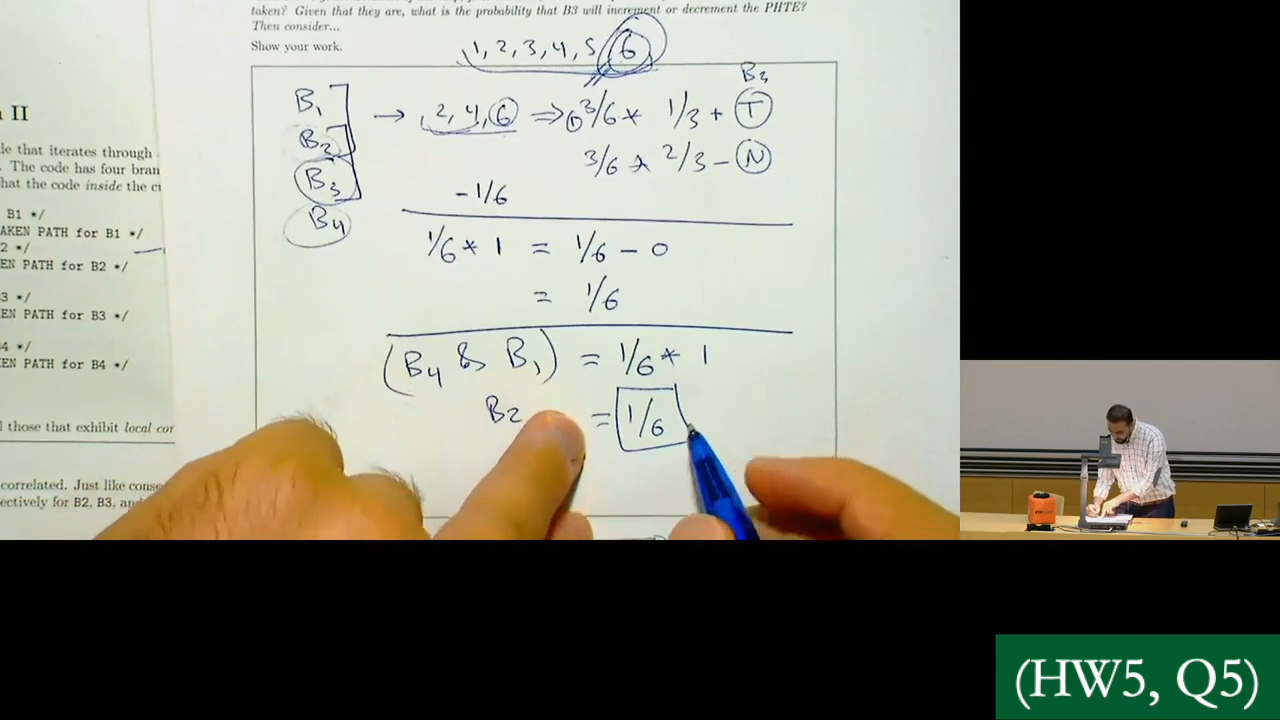 taken? Given that they are, what is the probability that B3 will increment or decrement the PHTE?
Then consider...
Show your work.
1, 2, 3, 4, 5 6
B3
B1 → 2, 4, 6 ⇒ 3/6 * 1/3 + T
B2 3/6 * 2/3 - N
B3
-1/6
B4
1/6 * 1 = 1/6 - 0
= 1/6
(B4 & B1) = 1/6 * 1
B2 = 1/6
II
de that iterates through
The code has four bran
hat the code inside the
B1 */
AKEN PATH for B1 */
2 */
EN PATH for B2 */
3 */
EN PATH for B3 */
4 */
EN PATH for B4 */
those that exhibit local cor
correlated. Just like conse
ectively for B2, B3, an
(HW5, Q5)